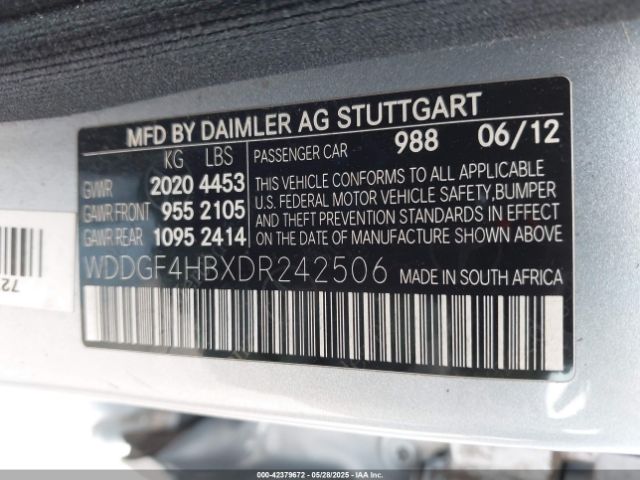 MFD BY DAIMLER AG STUTTGART
KG LBS PASSENGER CAR 988 06/12
GVWR 2020 4453
GAWR FRONT 955 2105
GAWR REAR 1095 2414
THIS VEHICLE CONFORMS TO ALL APPLICABLE
U.S. FEDERAL MOTOR VEHICLE SAFETY,BUMPER
AND THEFT PREVENTION STANDARDS IN EFFECT
ON THE DATE OF MANUFACTURE SHOWN ABOVE
WDDGF4HBXDR242506 MADE IN SOUTH AFRICA
72
000-42379672 - 05/28/2025 - IAAI.COM